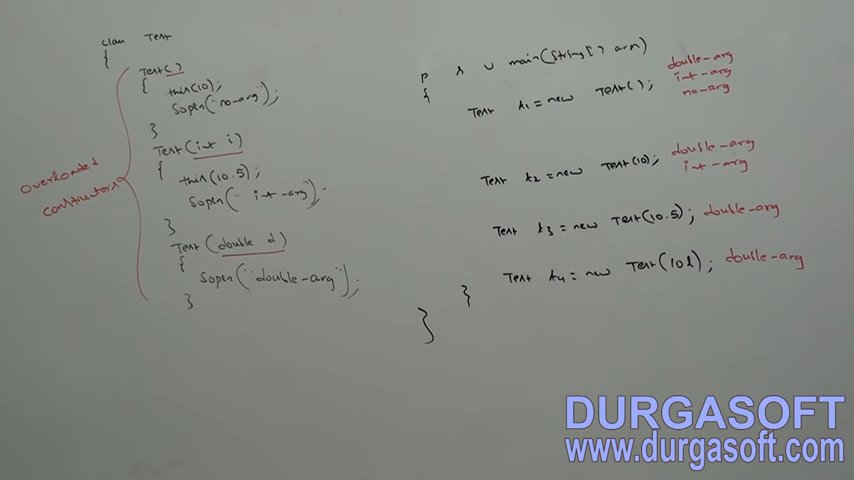 class Test
{
Test()
{
this(10);
Sopln("no-arg");
}
Test(int i)
{
this(10.5);
Sopln("int-arg");
}
Test(double d)
{
Sopln("double-arg");
}
overloaded
constructors
p s v main(String[] args)
{
Test t1 = new Test();
double-arg
int-arg
no-arg
Test t2 = new Test(10);
double-arg
int-arg
Test t3 = new Test(10.5); double-arg
Test t4 = new Test(10l); double-arg
}
}
DURGASOFT
www.durgasoft.com